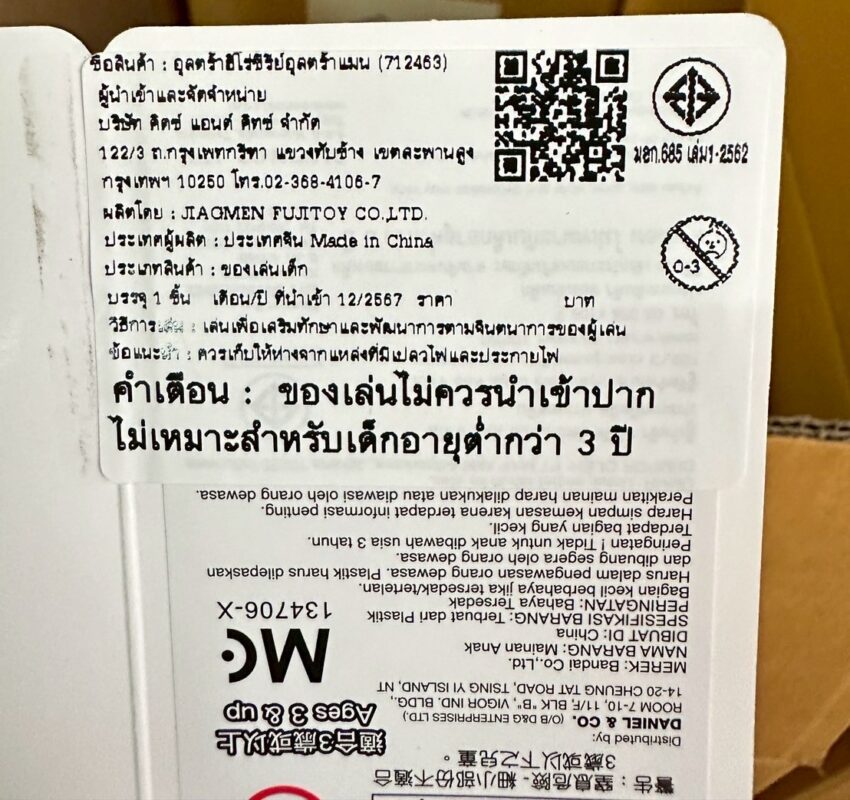 ชื่อสินค้า : อุลตร้าฮีโร่ซีรีย์อุลตร้าแมน (712463)
ผู้นำเข้าและจัดจำหน่าย
บริษัท คิดซ์ แอนด์ คิทซ์ จำกัด
122/3 ถ.กรุงเทพกรีฑา แขวงทับช้าง เขตสะพานสูง
กรุงเทพฯ 10250 โทร.02-368-4106-7
ผลิตโดย : JIAGMEN FUJITOY CO.,LTD.
ประเทศผู้ผลิต : ประเทศจีน Made in China
ประเภทสินค้า : ของเล่นเด็ก
บรรจุ 1 ชิ้น เดือน/ปี ที่นำเข้า 12/2567 ราคา บาท
วิธีการเล่น : เล่นเพื่อเสริมทักษะและพัฒนาการตามจินตนาการของผู้เล่น
ข้อแนะนำ : ควรเก็บให้ห่างจากแหล่งที่มีเปลวไฟและประกายไฟ
คำเตือน : ของเล่นไม่ควรนำเข้าปาก
ไม่เหมาะสำหรับเด็กอายุต่ำกว่า 3 ปี
มอก.685 เล่ม1-2562
0-3
警告：窒息危險 - 細小部份不適合
3歲或以下之兒童。
Distributed by:
DANIEL & CO. (O/B D&G ENTERPRISES LTD)
ROOM 7-10, 11/F, BLK "B", VIGOR IND. BLDG.,
14-20 CHEUNG TAT ROAD, TSING YI ISLAND, NT
適合3歲或以上
Ages 3 & up
MC
134706-X
MEREK: Bandai Co.,Ltd.
NAMA BARANG: Mainan Anak
DIBUAT DI: China
SPESIFIKASI BARANG: Terbuat dari Plastik
PERINGATAN: Bahaya Tersedak
Bagian kecil berbahaya jika tersedak/tertelan.
Harus dalam pengawasan orang dewasa. Plastik harus dilepaskan
dan dibuang segera oleh orang dewasa.
Peringatan ! Tidak untuk anak dibawah usia 3 tahun.
Terdapat bagian yang kecil.
Harap simpan kemasan karena terdapat informasi penting.
Perakitan mainan harap dilakukan atau diawasi oleh orang dewasa.